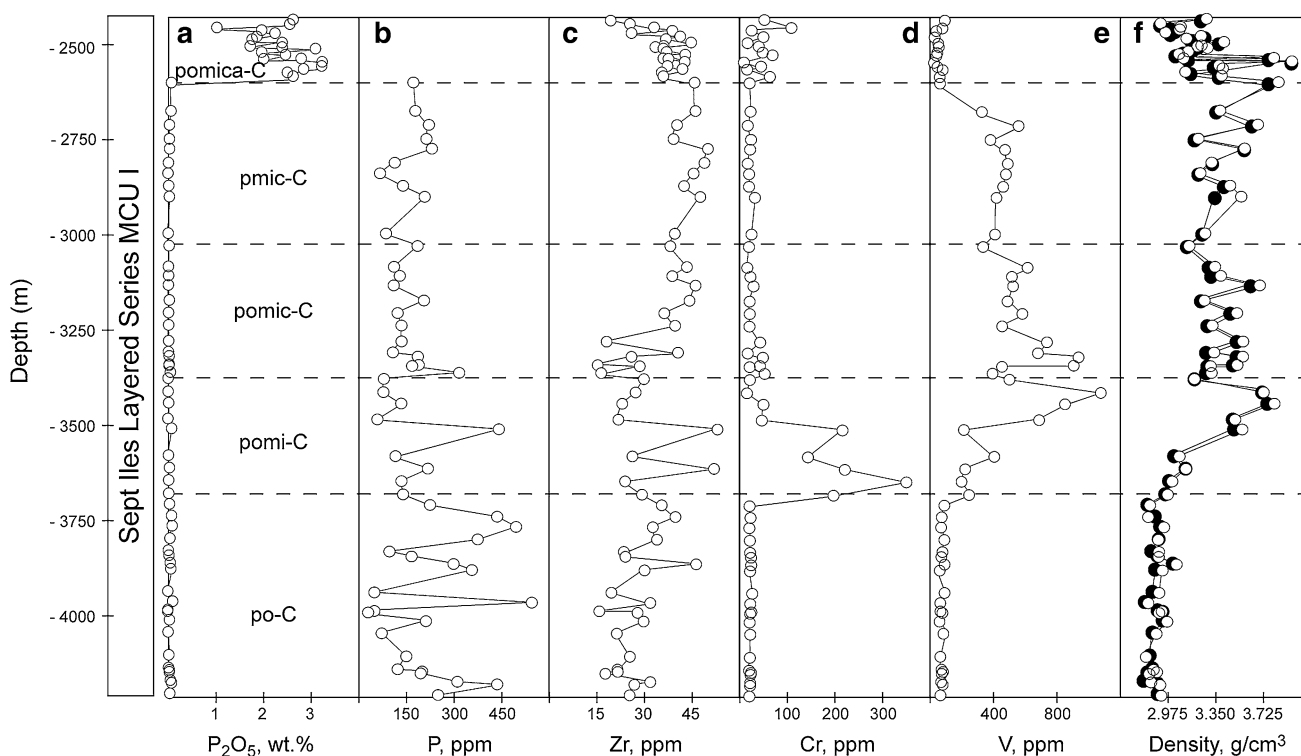 a b c d e f
- 2500
pomica-C
- 2750
pmic-C
- 3000
pomic-C
- 3250
pomi-C
- 3500
- 3750
po-C
- 4000
Depth (m)
Sept Iles Layered Series MCU I
1 2 3 150 300 450 15 30 45 100 200 300 400 800 2.975 3.350 3.725
P2O5, wt.% P, ppm Zr, ppm Cr, ppm V, ppm Density, g/cm³